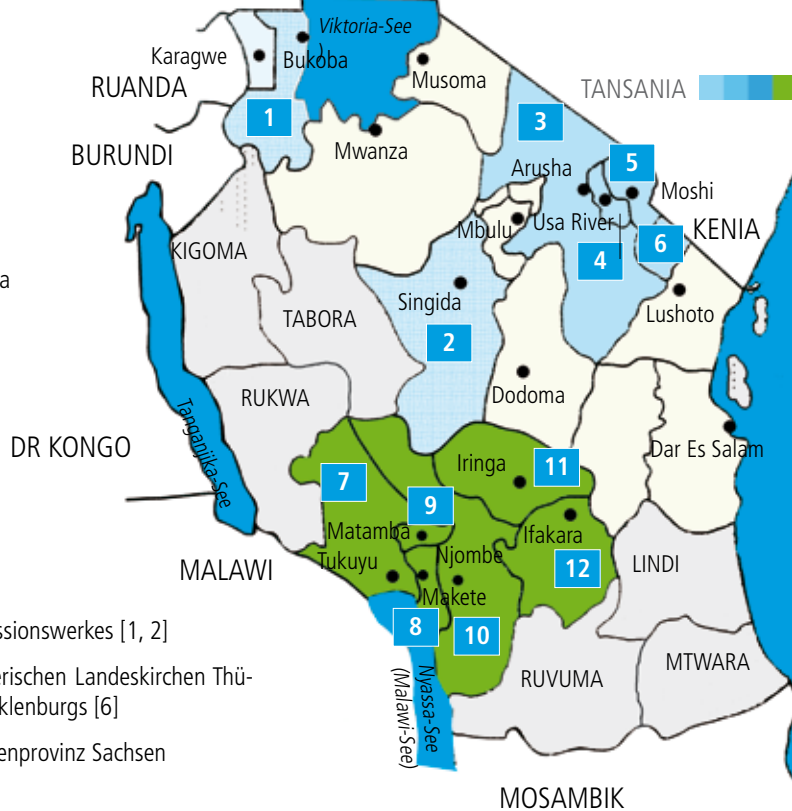 Viktoria-See
Karagwe
Bukoba
RUANDA
Musoma
TANSANIA
1
3
BURUNDI
Mwanza
Arusha
5
Moshi
Mbulu
Usa River
6
KENIA
KIGOMA
4
a
Singida
Lushoto
TABORA
2
RUKWA
Dodoma
Tanganjika-See
DR KONGO
Dar Es Salam
Iringa
11
7
9
Matamba
Ifakara
Tukuyu
Njombe
MALAWI
12
LINDI
Makete
8
10
ssionswerkes [1, 2]
erischen Landeskirchen Thü-
klenburgs [6]
MTWARA
RUVUMA
Nyassa-See
(Malawi-See)
enprovinz Sachsen
MOSAMBIK